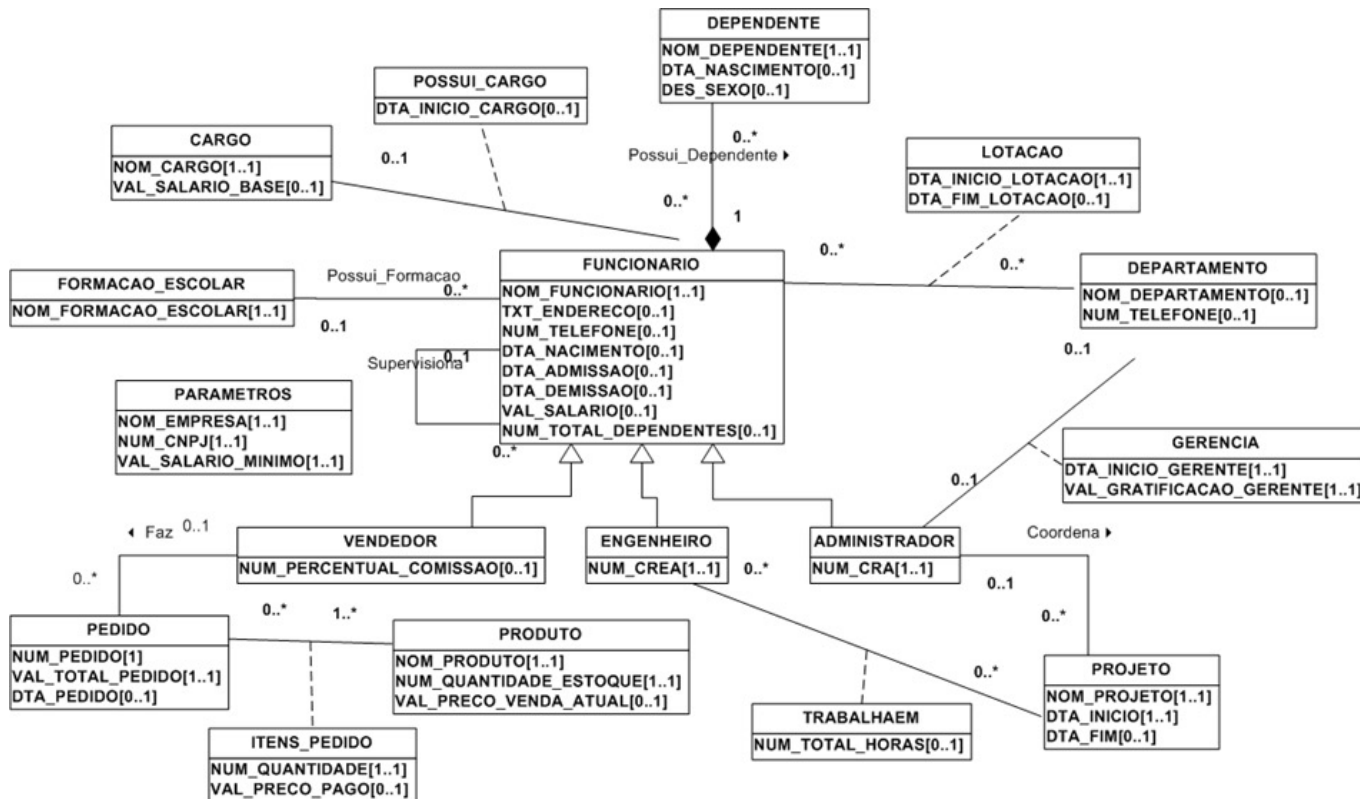 DEPENDENTE
NOM_DEPENDENTE[1..1]
DTA_NASCIMENTO[0..1]
DES_SEXO[0..1]
POSSUI_CARGO
DTA_INICIO_CARGO[0..1]
CARGO
NOM_CARGO[1..1]
VAL_SALARIO_BASE[0..1]
0..1
0..*
Possui_Dependente
LOTACAO
DTA_INICIO_LOTACAO[1..1]
DTA_FIM_LOTACAO[0..1]
0..*
1
FUNCIONARIO
NOM_FUNCIONARIO[1..1]
TXT_ENDERECO[0..1]
NUM_TELEFONE[0..1]
DTA_NACIMENTO[0..1]
DTA_ADMISSAO[0..1]
DTA_DEMISSAO[0..1]
VAL_SALARIO[0..1]
NUM_TOTAL_DEPENDENTES[0..1]
0..*
0..*
DEPARTAMENTO
NOM_DEPARTAMENTO[0..1]
NUM_TELEFONE[0..1]
FORMACAO_ESCOLAR
NOM_FORMACAO_ESCOLAR[1..1]
Possui_Formacao
0..*
0..1
Supervisiona
0..1
0..*
PARAMETROS
NOM_EMPRESA[1..1]
NUM_CNPJ[1..1]
VAL_SALARIO_MINIMO[1..1]
0..1
GERENCIA
DTA_INICIO_GERENTE[1..1]
VAL_GRATIFICACAO_GERENTE[1..1]
0..1
Faz
0..1
VENDEDOR
NUM_PERCENTUAL_COMISSAO[0..1]
ENGENHEIRO
NUM_CREA[1..1]
0..*
ADMINISTRADOR
NUM_CRA[1..1]
Coordena
0..1
0..*
0..*
0..*
1..*
PEDIDO
NUM_PEDIDO[1]
VAL_TOTAL_PEDIDO[1..1]
DTA_PEDIDO[0..1]
PRODUTO
NOM_PRODUTO[1..1]
NUM_QUANTIDADE_ESTOQUE[1..1]
VAL_PRECO_VENDA_ATUAL[0..1]
0..*
PROJETO
NOM_PROJETO[1..1]
DTA_INICIO[1..1]
DTA_FIM[0..1]
TRABALHAEM
NUM_TOTAL_HORAS[0..1]
ITENS_PEDIDO
NUM_QUANTIDADE[1..1]
VAL_PRECO_PAGO[0..1]